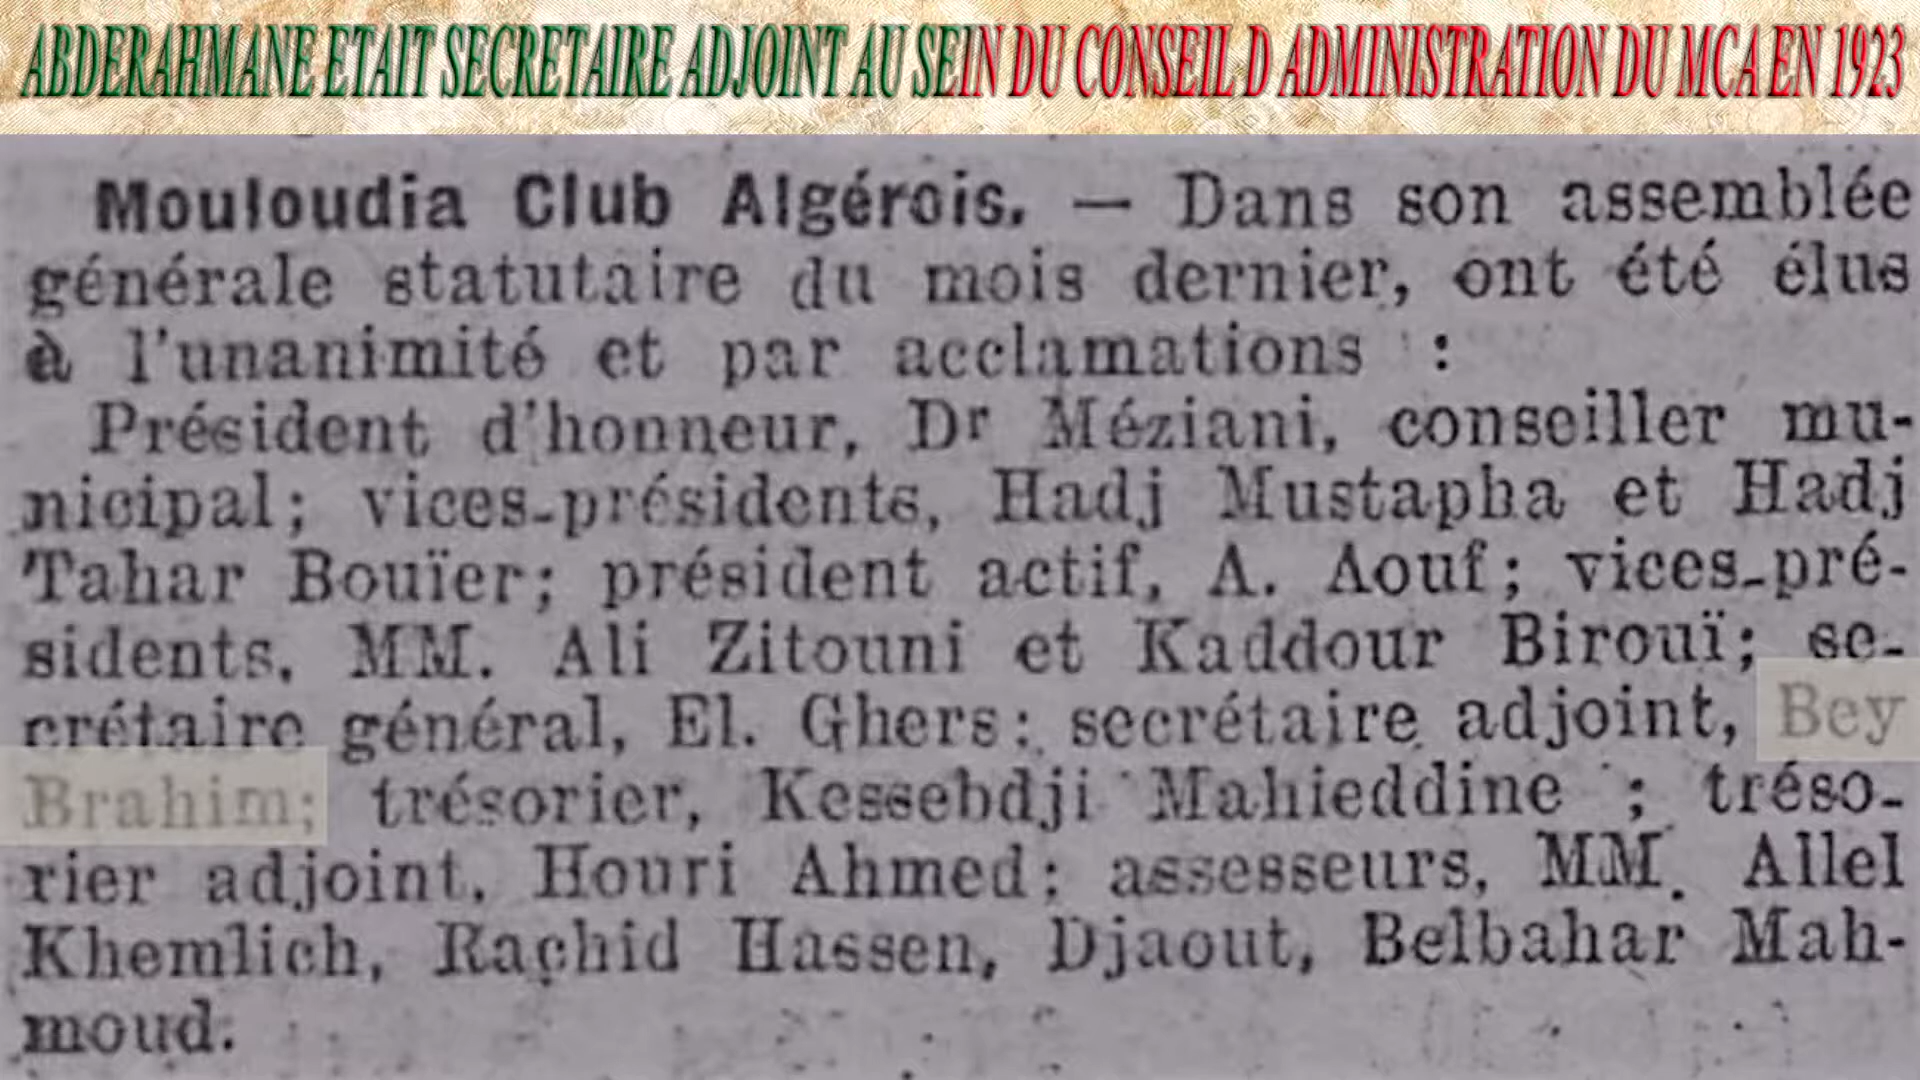 ABDERAHMANE ETAIT SECRETAIRE ADJOINT AU SEIN DU CONSEIL D ADMINISTRATION DU MCA EN 1923
Mouloudia Club Algérois. — Dans son assemblée
générale statutaire du mois dernier, ont été élus
à l'unanimité et par acclamations :
Président d'honneur, Dr Méziani, conseiller mu-
nicipal; vices-présidents, Hadj Mustapha et Hadj
Tahar Bouïer; président actif, A. Aouf; vices-pré-
sidents, MM. Ali Zitouni et Kaddour Birouï; se-
crétaire général, El. Ghers; secrétaire adjoint, Bey
Brahim; trésorier, Kessebdji Mahieddine ; tréso-
rier adjoint, Houri Ahmed; assesseurs, MM. Allel
Khemlich, Rachid Hassen, Djaout, Belbahar Mah-
moud.